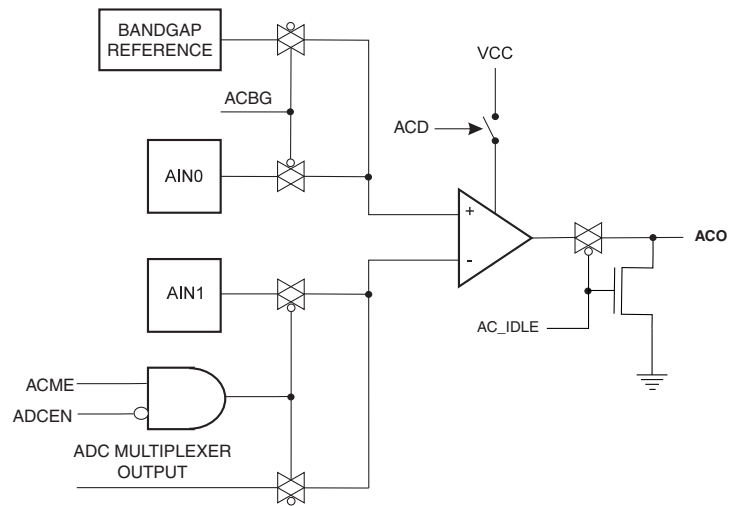 BANDGAP
REFERENCE
VCC
ACBG
ACD
AIN0
+
ACO
-
AIN1
AC_IDLE
ACME
ADCEN
ADC MULTIPLEXER
OUTPUT